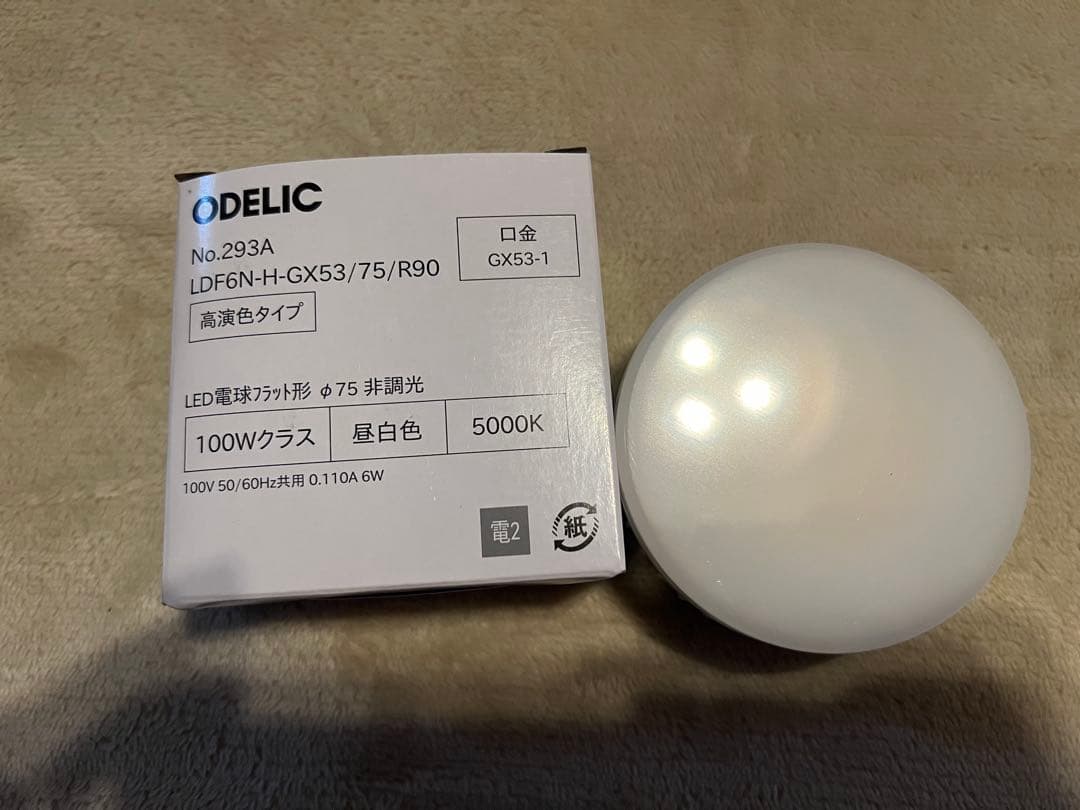 ODELIC
No.293A
LDF6N-H-GX53/75/R90
口金
GX53-1
高演色タイプ
LED電球フラット形 φ75 非調光
100Wクラス 昼白色 5000K
100V 50/60Hz共用 0.110A 6W
電2
紙